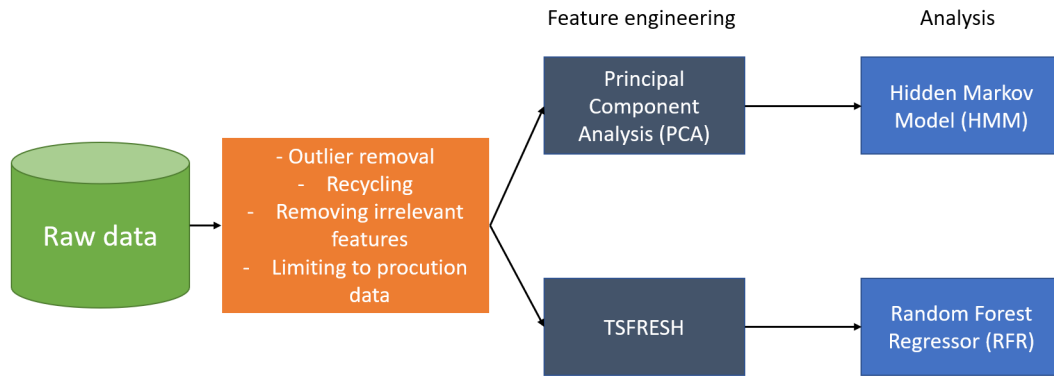 Feature engineering
Analysis
Raw data
- Outlier removal
- Recycling
- Removing irrelevant
features
- Limiting to procution
data
Principal
Component
Analysis (PCA)
Hidden Markov
Model (HMM)
TSFRESH
Random Forest
Regressor (RFR)